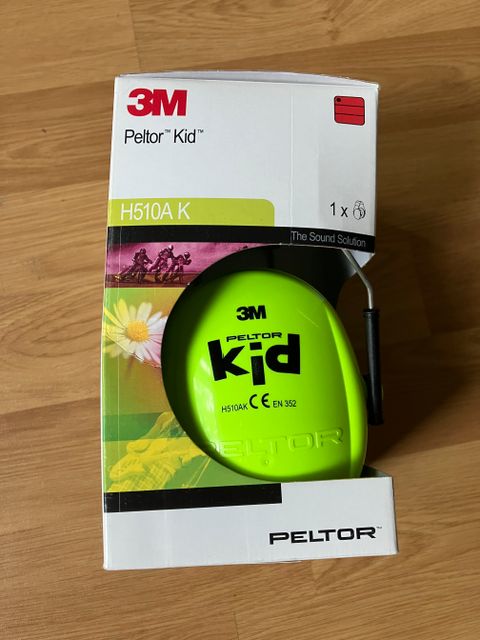 3M
Peltor™ Kid™
H510A K
1 x
The Sound Solution
3M
PELTOR
kid
H510AK CE EN 352
PELTOR
PELTOR™